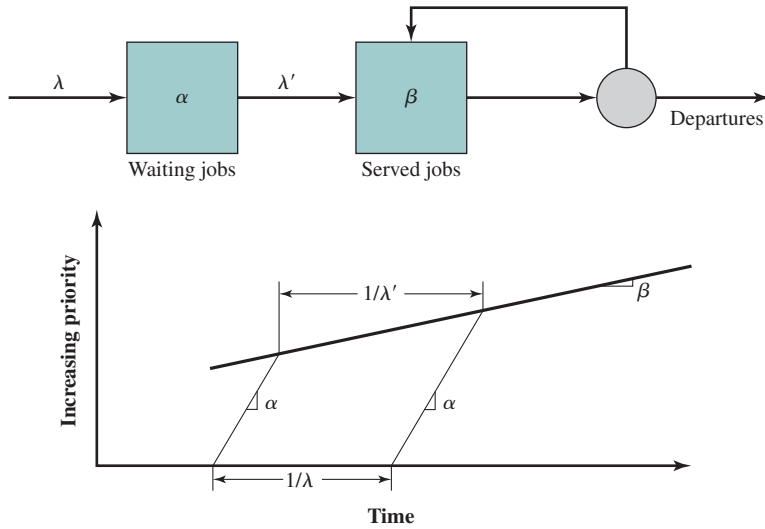 λ
α
λ′
β
Departures
Waiting jobs
Served jobs
Increasing priority
1/λ′
β
α
α
1/λ
Time